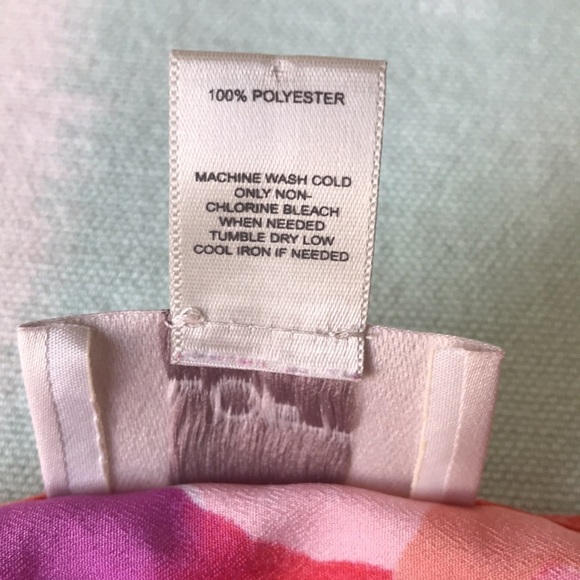 100% POLYESTER
MACHINE WASH COLD
ONLY NON-
CHLORINE BLEACH
WHEN NEEDED
TUMBLE DRY LOW
COOL IRON IF NEEDED